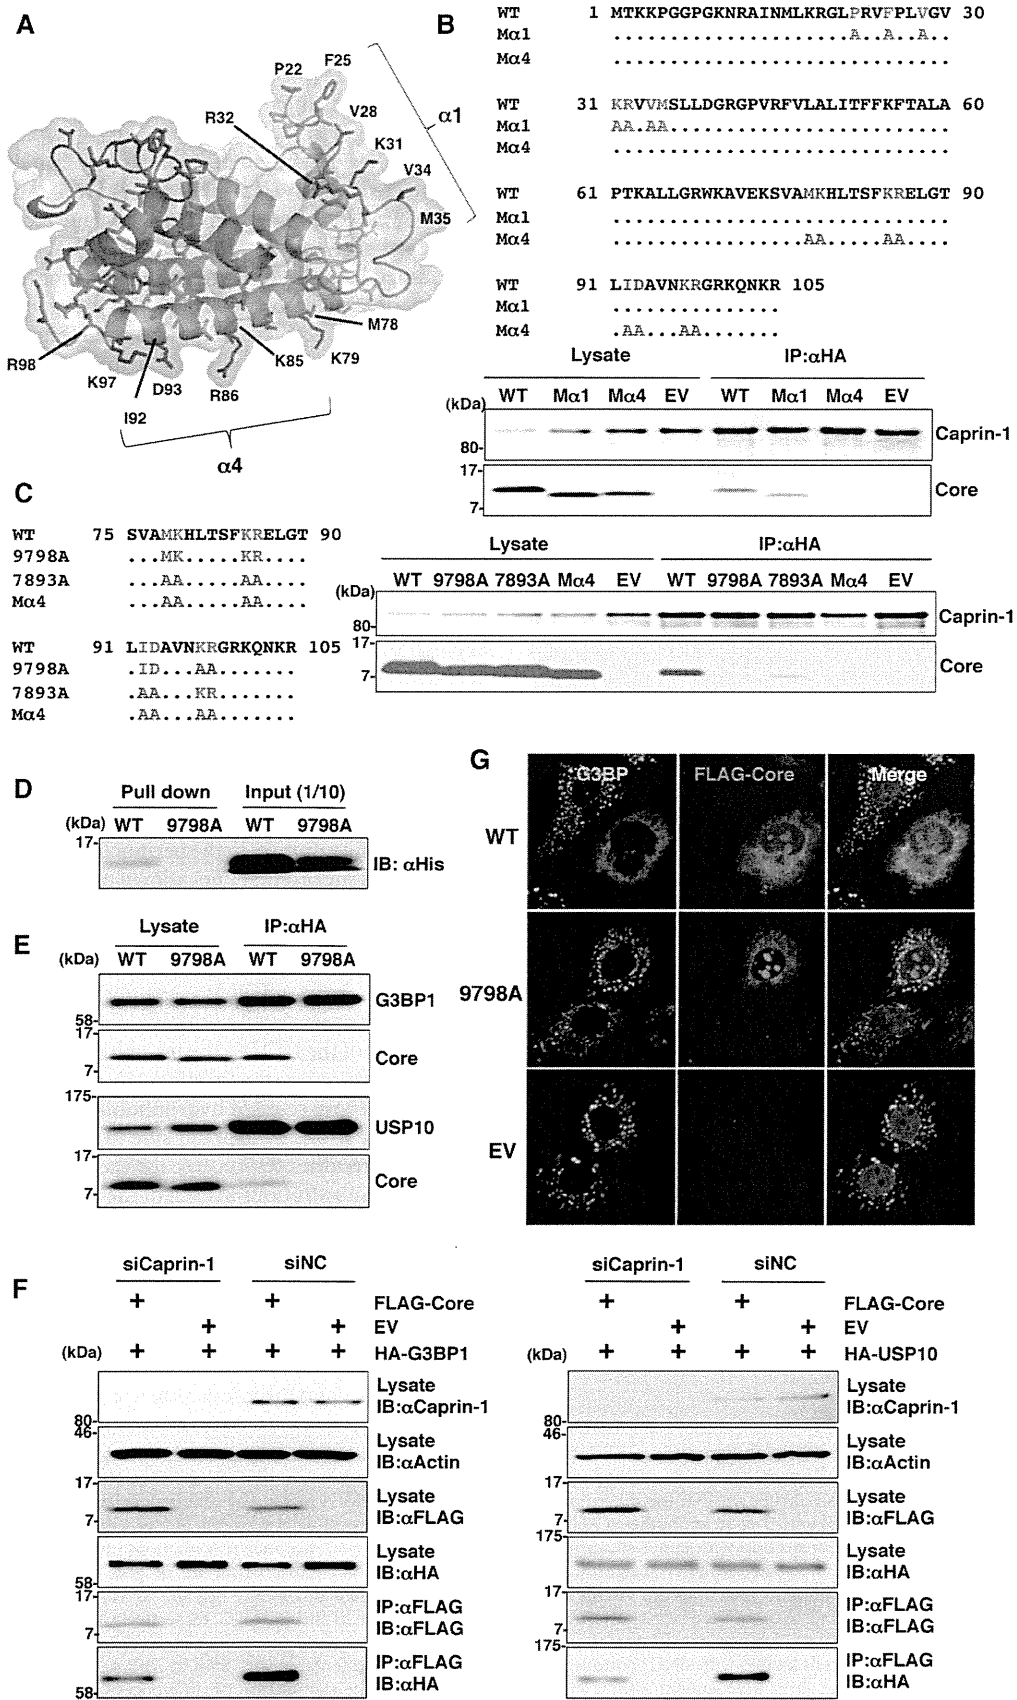 A
P22
F25
R32
V28
α1
K31
V34
M35
M78
K79
K85
R98
K97
D93
R86
I92
α4
B
WT 1 MTKKPGGPGKNRAINMLKRGLPRVFPLVGV 30
Mα1 .....................A..A..A..
Mα4 ..............................
WT 31 KRVVMSLLDGRGPVRFVLALITFFKFTALA 60
Mα1 AA.AA.........................
Mα4 ..............................
WT 61 PTKALLGRWKAVEKSVAMKHLTSFKRELGT 90
Mα1 ..............................
Mα4 .................AA.....AA....
WT 91 LIDAVNKRGRKQNKR 105
Mα1 ...............
Mα4 .AA...AA.......
Lysate IP:αHA
(kDa) WT Mα1 Mα4 EV WT Mα1 Mα4 EV
80- Caprin-1
17-
7- Core
C
WT 75 SVAMKHLTSFKRELGT 90
9798A ...MK.....KR....
7893A ...AA.....AA....
Mα4 ...AA.....AA....
WT 91 LIDAVNKRGRKQNKR 105
9798A .ID...AA.......
7893A .AA...KR.......
Mα4 .AA...AA.......
Lysate IP:αHA
WT 9798A 7893A Mα4 EV WT 9798A 7893A Mα4 EV
(kDa)
80- Caprin-1
17-
7- Core
D
Pull down Input (1/10)
(kDa) WT 9798A WT 9798A
17-
IB: αHis
E
Lysate IP:αHA
(kDa) WT 9798A WT 9798A
58- G3BP1
17-
7- Core
175-
USP10
17-
7- Core
G
G3BP FLAG-Core Merge
WT
9798A
EV
F
siCaprin-1 siNC
+ + FLAG-Core
+ + EV
(kDa) + + + + HA-G3BP1
80- Lysate IB:αCaprin-1
46- Lysate IB:αActin
17- 7- Lysate IB:αFLAG
58- Lysate IB:αHA
17- 7- IP:αFLAG IB:αFLAG
58- IP:αFLAG IB:αHA
siCaprin-1 siNC
+ + FLAG-Core
+ + EV
(kDa) + + + + HA-USP10
80- Lysate IB:αCaprin-1
46- Lysate IB:αActin
17- 7- Lysate IB:αFLAG
175- Lysate IB:αHA
17- 7- IP:αFLAG IB:αFLAG
175- IP:αFLAG IB:αHA